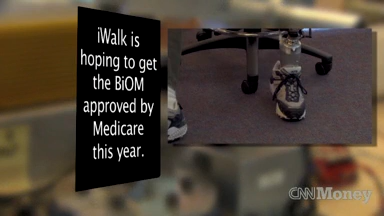 iWalk is
hoping to get
the BiOM
approved by
Medicare
this year.
CNNMoney